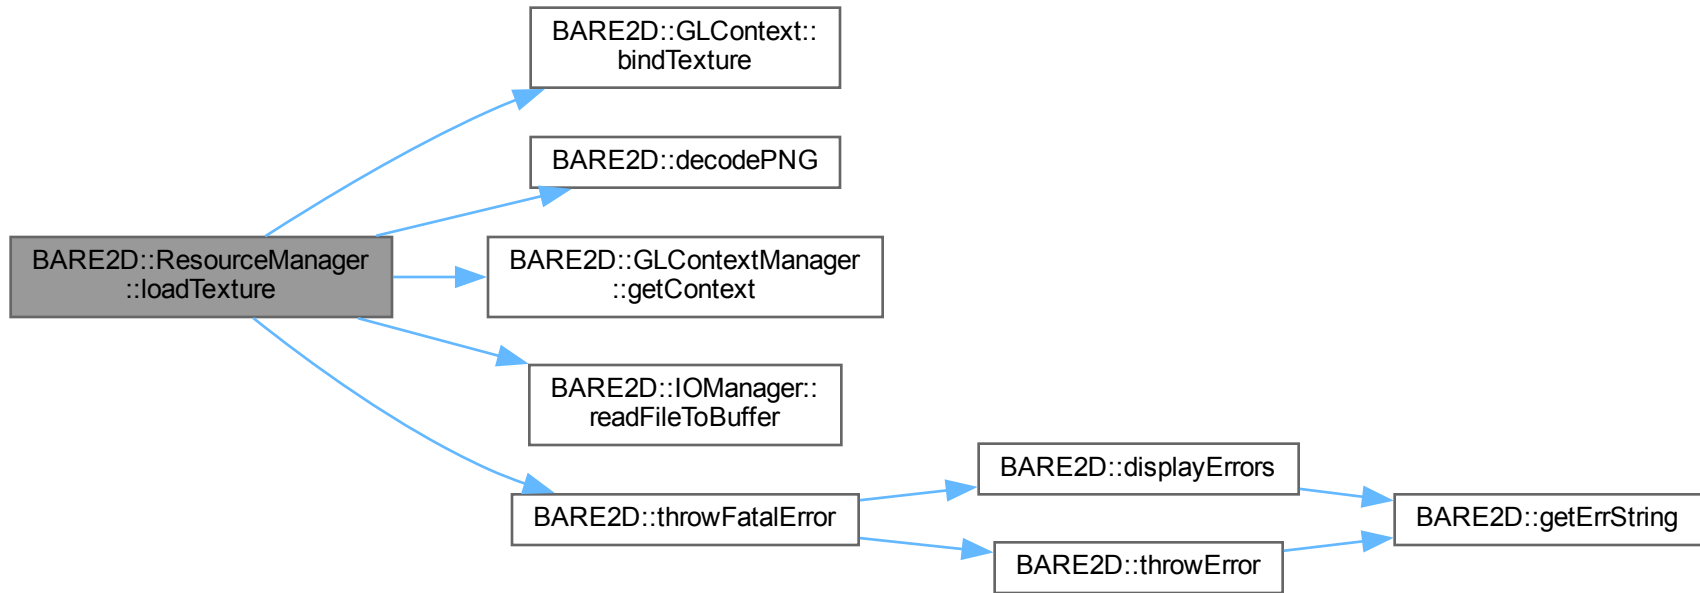 BARE2D::GLContext::
bindTexture
BARE2D::decodePNG
BARE2D::ResourceManager
::loadTexture
BARE2D::GLContextManager
::getContext
BARE2D::IOManager::
readFileToBuffer
BARE2D::throwFatalError
BARE2D::displayErrors
BARE2D::throwError
BARE2D::getErrString